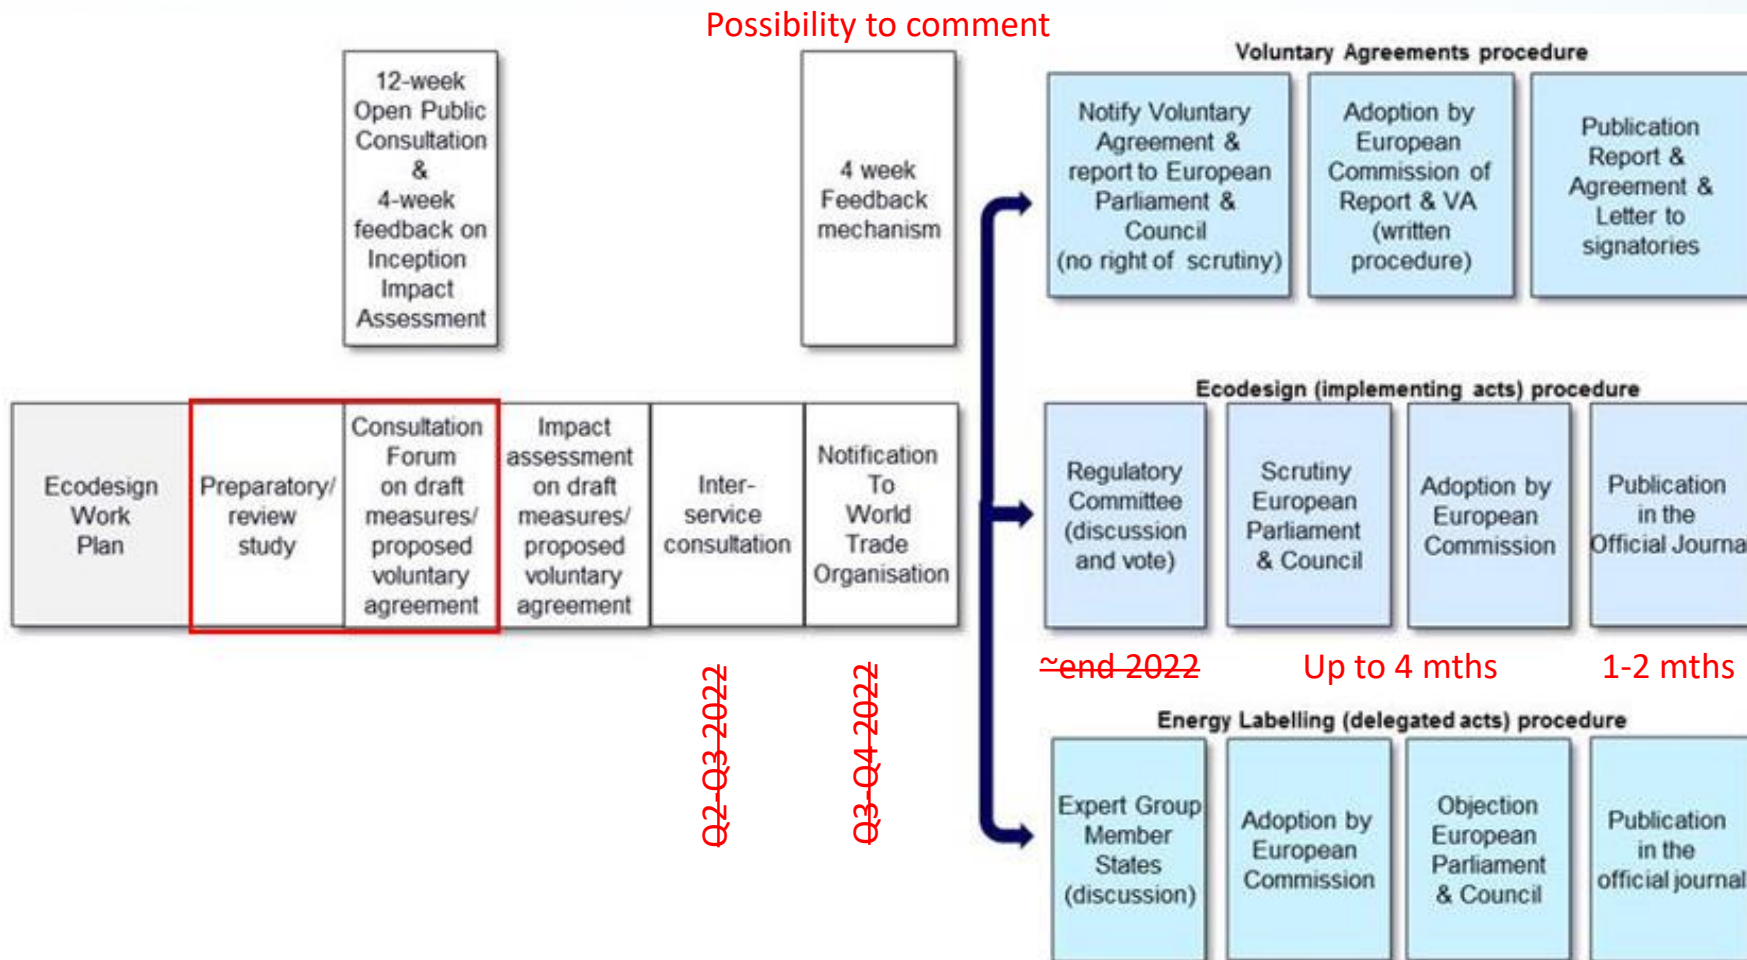 Possibility to comment
12-week
Open Public
Consultation
&
4-week
feedback on
Inception
Impact
Assessment
4 week
Feedback
mechanism
Voluntary Agreements procedure
Notify Voluntary
Agreement &
report to European
Parliament &
Council
(no right of scrutiny)
Adoption by
European
Commission of
Report & VA
(written
procedure)
Publication
Report &
Agreement &
Letter to
signatories
Ecodesign
Work
Plan
Preparatory/
review
study
Consultation
Forum
on draft
measures/
proposed
voluntary
agreement
Impact
assessment
on draft
measures/
proposed
voluntary
agreement
Inter-
service
consultation
Notification
To
World
Trade
Organisation
Q2-Q3 2022
Q3-Q4 2022
Ecodesign (implementing acts) procedure
Regulatory
Committee
(discussion
and vote)
Scrutiny
European
Parliament
& Council
Adoption by
European
Commission
Publication
in the
Official Journa
~end 2022
Up to 4 mths
1-2 mths
Energy Labelling (delegated acts) procedure
Expert Group
Member
States
(discussion)
Adoption by
European
Commission
Objection
European
Parliament
& Council
Publication
in the
official journal